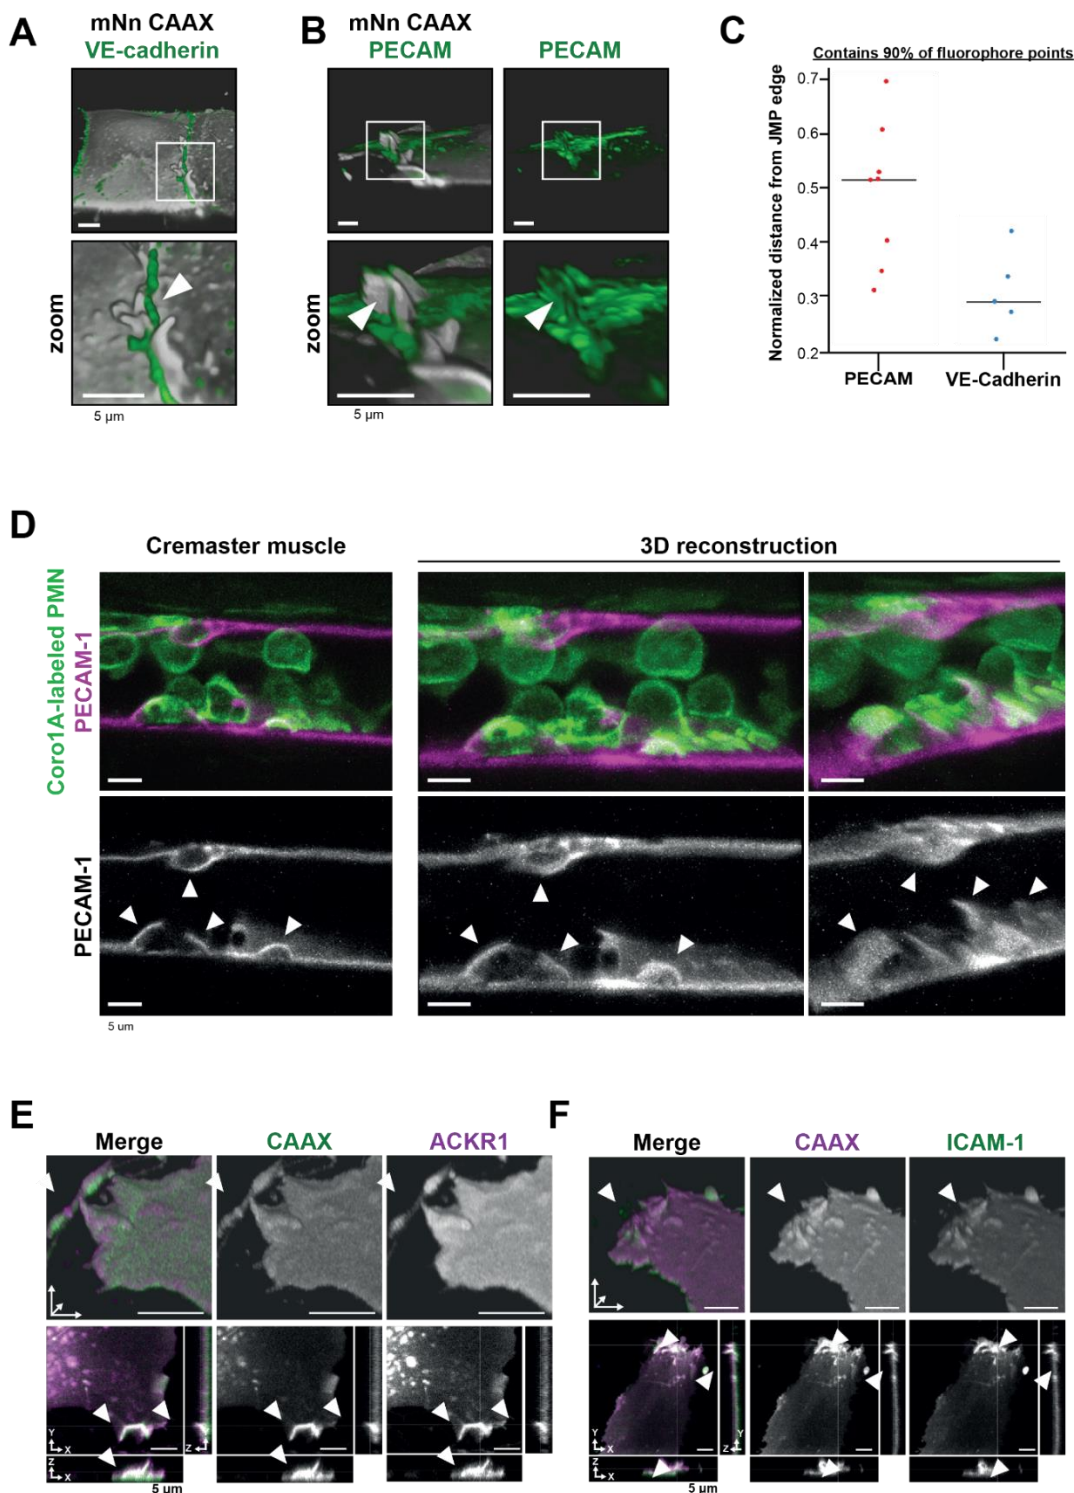 A
mNn CAAX
VE-cadherin
zoom
5 µm
B
mNn CAAX
PECAM
PECAM
zoom
C
Contains 90% of fluorophore points
Normalized distance from JMP edge
0.7
0.6
0.5
0.4
0.3
0.2
PECAM
VE-Cadherin
D
Cremaster muscle
3D reconstruction
Coro1A-labeled PMN
PECAM-1
PECAM-1
5 um
E
Merge
CAAX
ACKR1
Y
X
Z
Z
X
5 µm
F
Merge
CAAX
ICAM-1
Y
X
Z
Z
X
5 µm